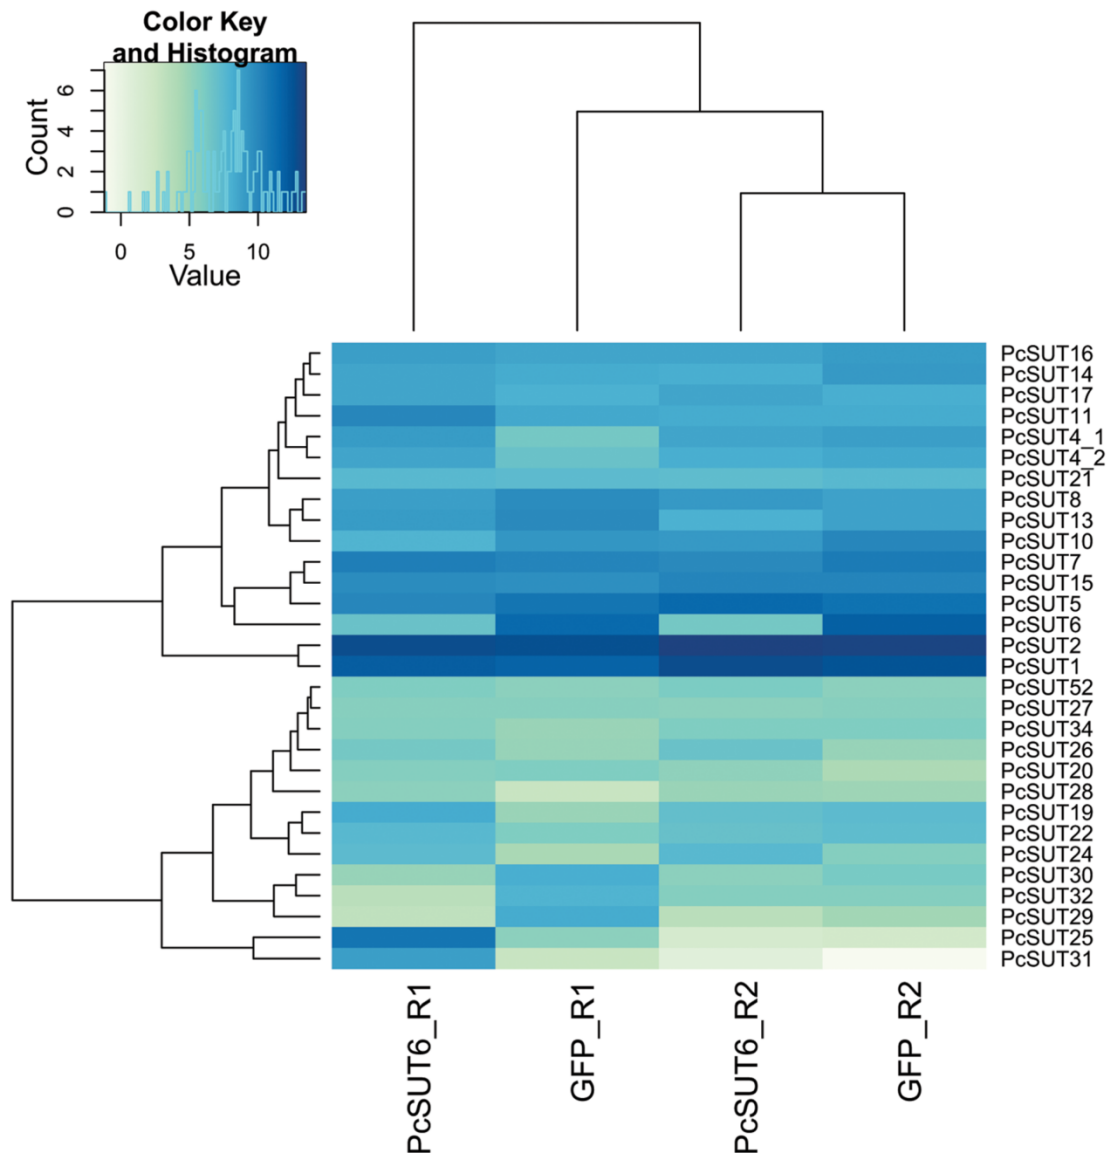 Color Key
and Histogram
Count
0
2
4
6
0 5 10
Value
PcSUT16
PcSUT14
PcSUT17
PcSUT11
PcSUT4_1
PcSUT4_2
PcSUT21
PcSUT8
PcSUT13
PcSUT10
PcSUT7
PcSUT15
PcSUT5
PcSUT6
PcSUT2
PcSUT1
PcSUT52
PcSUT27
PcSUT34
PcSUT26
PcSUT20
PcSUT28
PcSUT19
PcSUT22
PcSUT24
PcSUT30
PcSUT32
PcSUT29
PcSUT25
PcSUT31
PcSUT6_R1
GFP_R1
PcSUT6_R2
GFP_R2